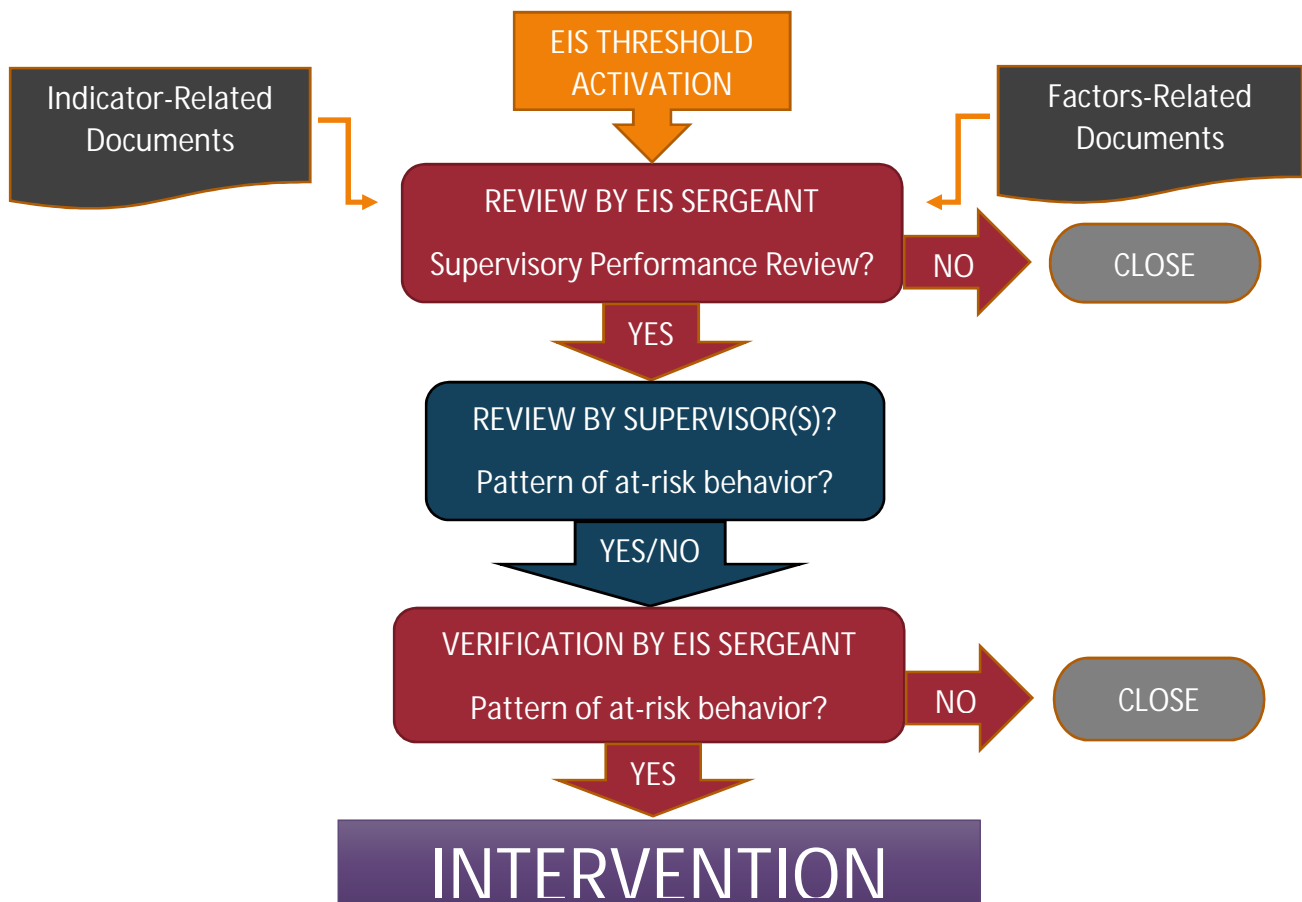 EIS THRESHOLD
ACTIVATION
Indicator-Related
Documents
Factors-Related
Documents
REVIEW BY EIS SERGEANT
Supervisory Performance Review?
NO
CLOSE
YES
REVIEW BY SUPERVISOR(S)?
Pattern of at-risk behavior?
YES/NO
VERIFICATION BY EIS SERGEANT
Pattern of at-risk behavior?
NO
CLOSE
YES
INTERVENTION